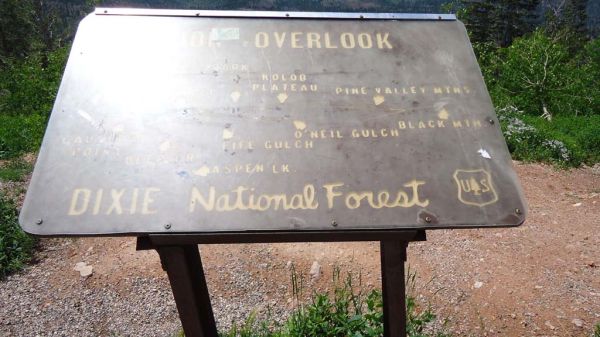 OVERLOOK
KOLOB
PLATEAU
PINE VALLEY MTNS.
O'NEIL GULCH
BLACK MTN
FIFE GULCH
ASPEN LK.
DIXIE National Forest
US